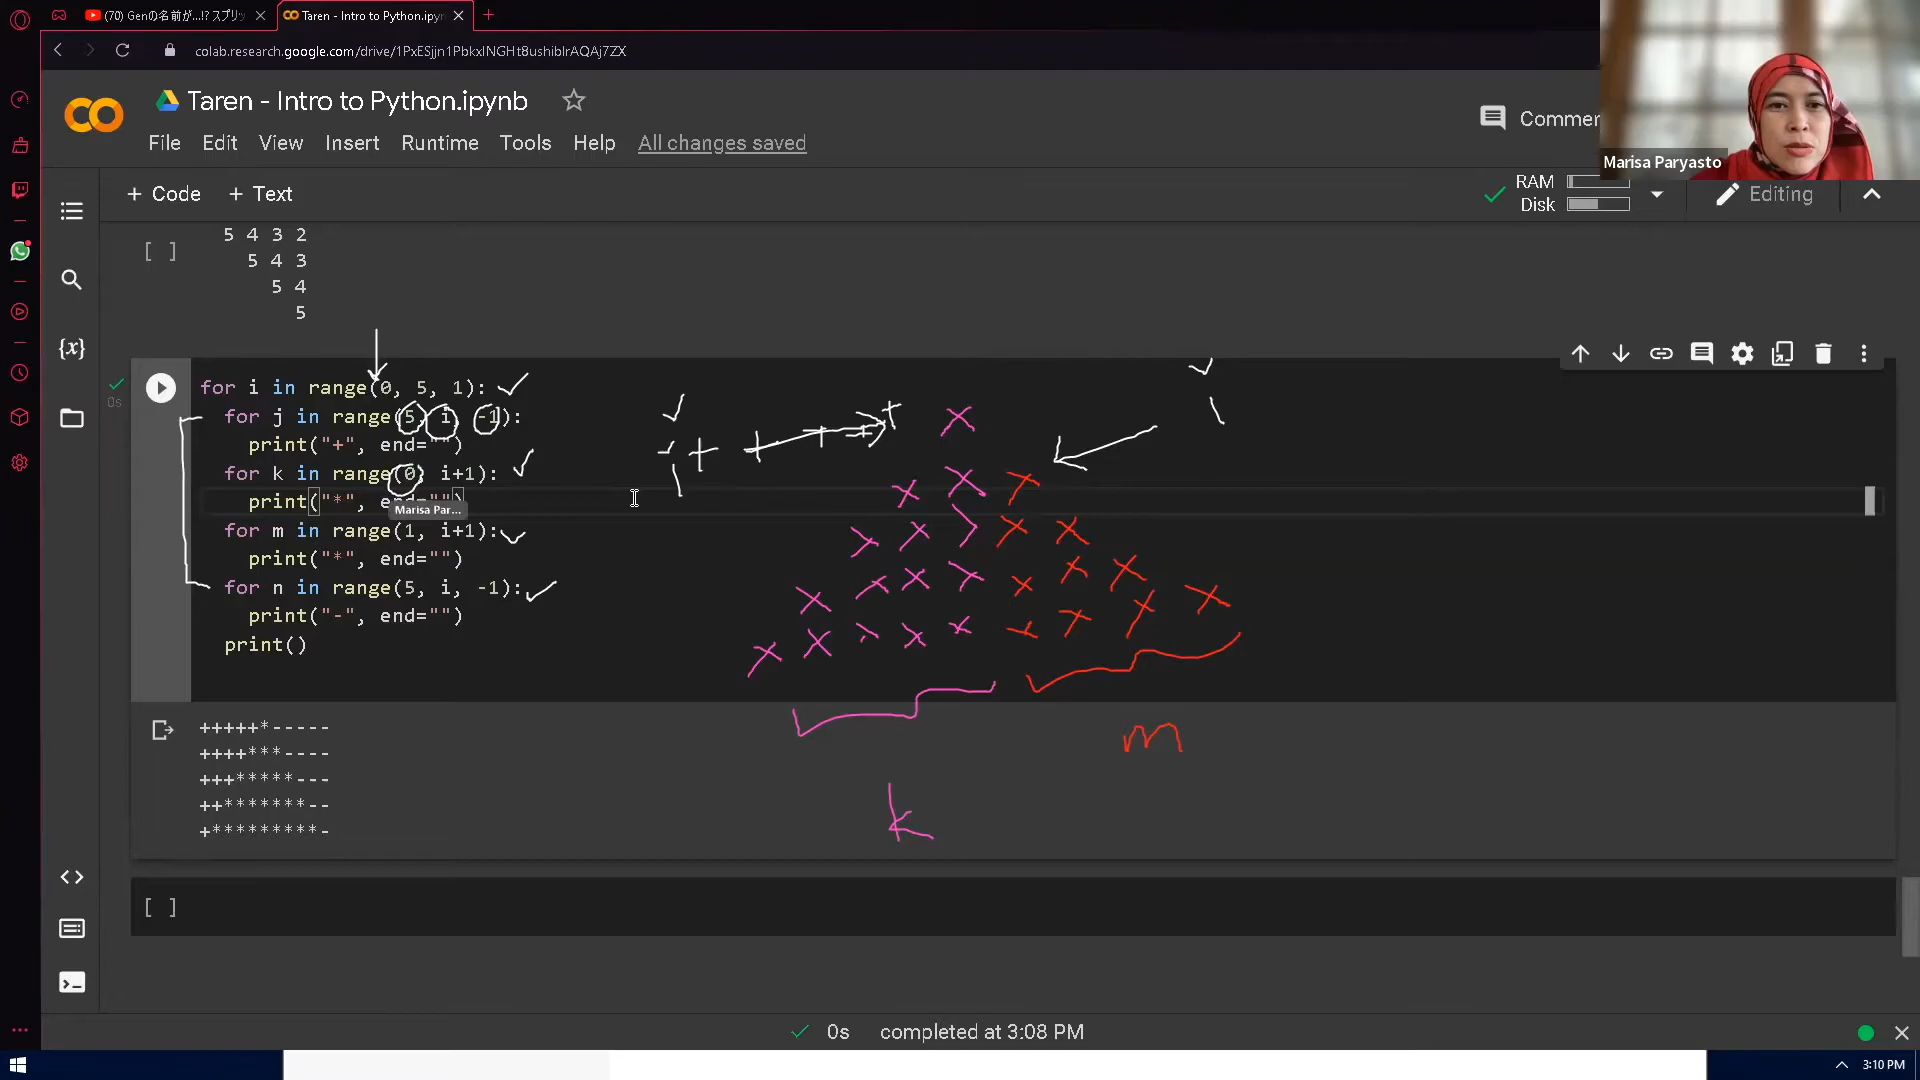 (70) Genの名前が...!? スプリッ
Taren - Intro to Python.ipyn
colab.research.google.com/drive/1PxESjjn1PbkxINGHt8ushibIrAQAj7ZX
Taren - Intro to Python.ipynb
File Edit View Insert Runtime Tools Help All changes saved
Commen
Marisa Paryasto
+ Code + Text
RAM
Disk
Editing
5 4 3 2
5 4 3
5 4
5
[ ]
for i in range(0, 5, 1):
for j in range(5, i, -1):
print("+", end="")
for k in range(0, i+1):
print("*", end="")
Marisa Par...
for m in range(1, i+1):
print("*", end="")
for n in range(5, i, -1):
print("-", end="")
print()
0s
+++++*-----
++++***----
+++*****---
++*******--
+*********-
m
k
[ ]
0s completed at 3:08 PM
3:10 PM